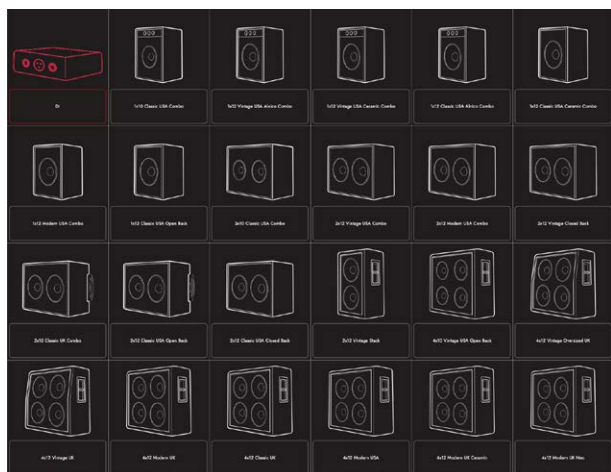 DI
1x10 Classic USA Combo
1x12 Vintage USA Alnico Combo
1x12 Vintage USA Ceramic Combo
1x12 Classic USA Alnico Combo
1x12 Classic USA Ceramic Combo
1x12 Modern USA Combo
1x12 Classic USA Open Back
2x10 Classic USA Combo
2x12 Vintage USA Combo
2x12 Modern USA Combo
2x12 Vintage Closed Back
2x12 Classic UK Combo
2x12 Classic USA Open Back
2x12 Classic USA Closed Back
2x12 Vintage Stack
4x10 Vintage USA Open Back
4x12 Vintage Oversized UK
4x12 Vintage UK
4x12 Modern UK
4x12 Classic UK
4x12 Modern USA
4x12 Modern UK Ceramic
4x12 Modern UK Neo